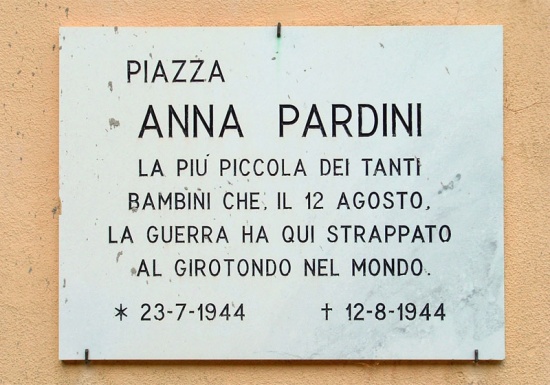 PIAZZA
ANNA PARDINI
LA PIÚ PICCOLA DEI TANTI
BAMBINI CHE, IL 12 AGOSTO,
LA GUERRA HA QUI STRAPPATO
AL GIROTONDO NEL MONDO.
* 23-7-1944 † 12-8-1944